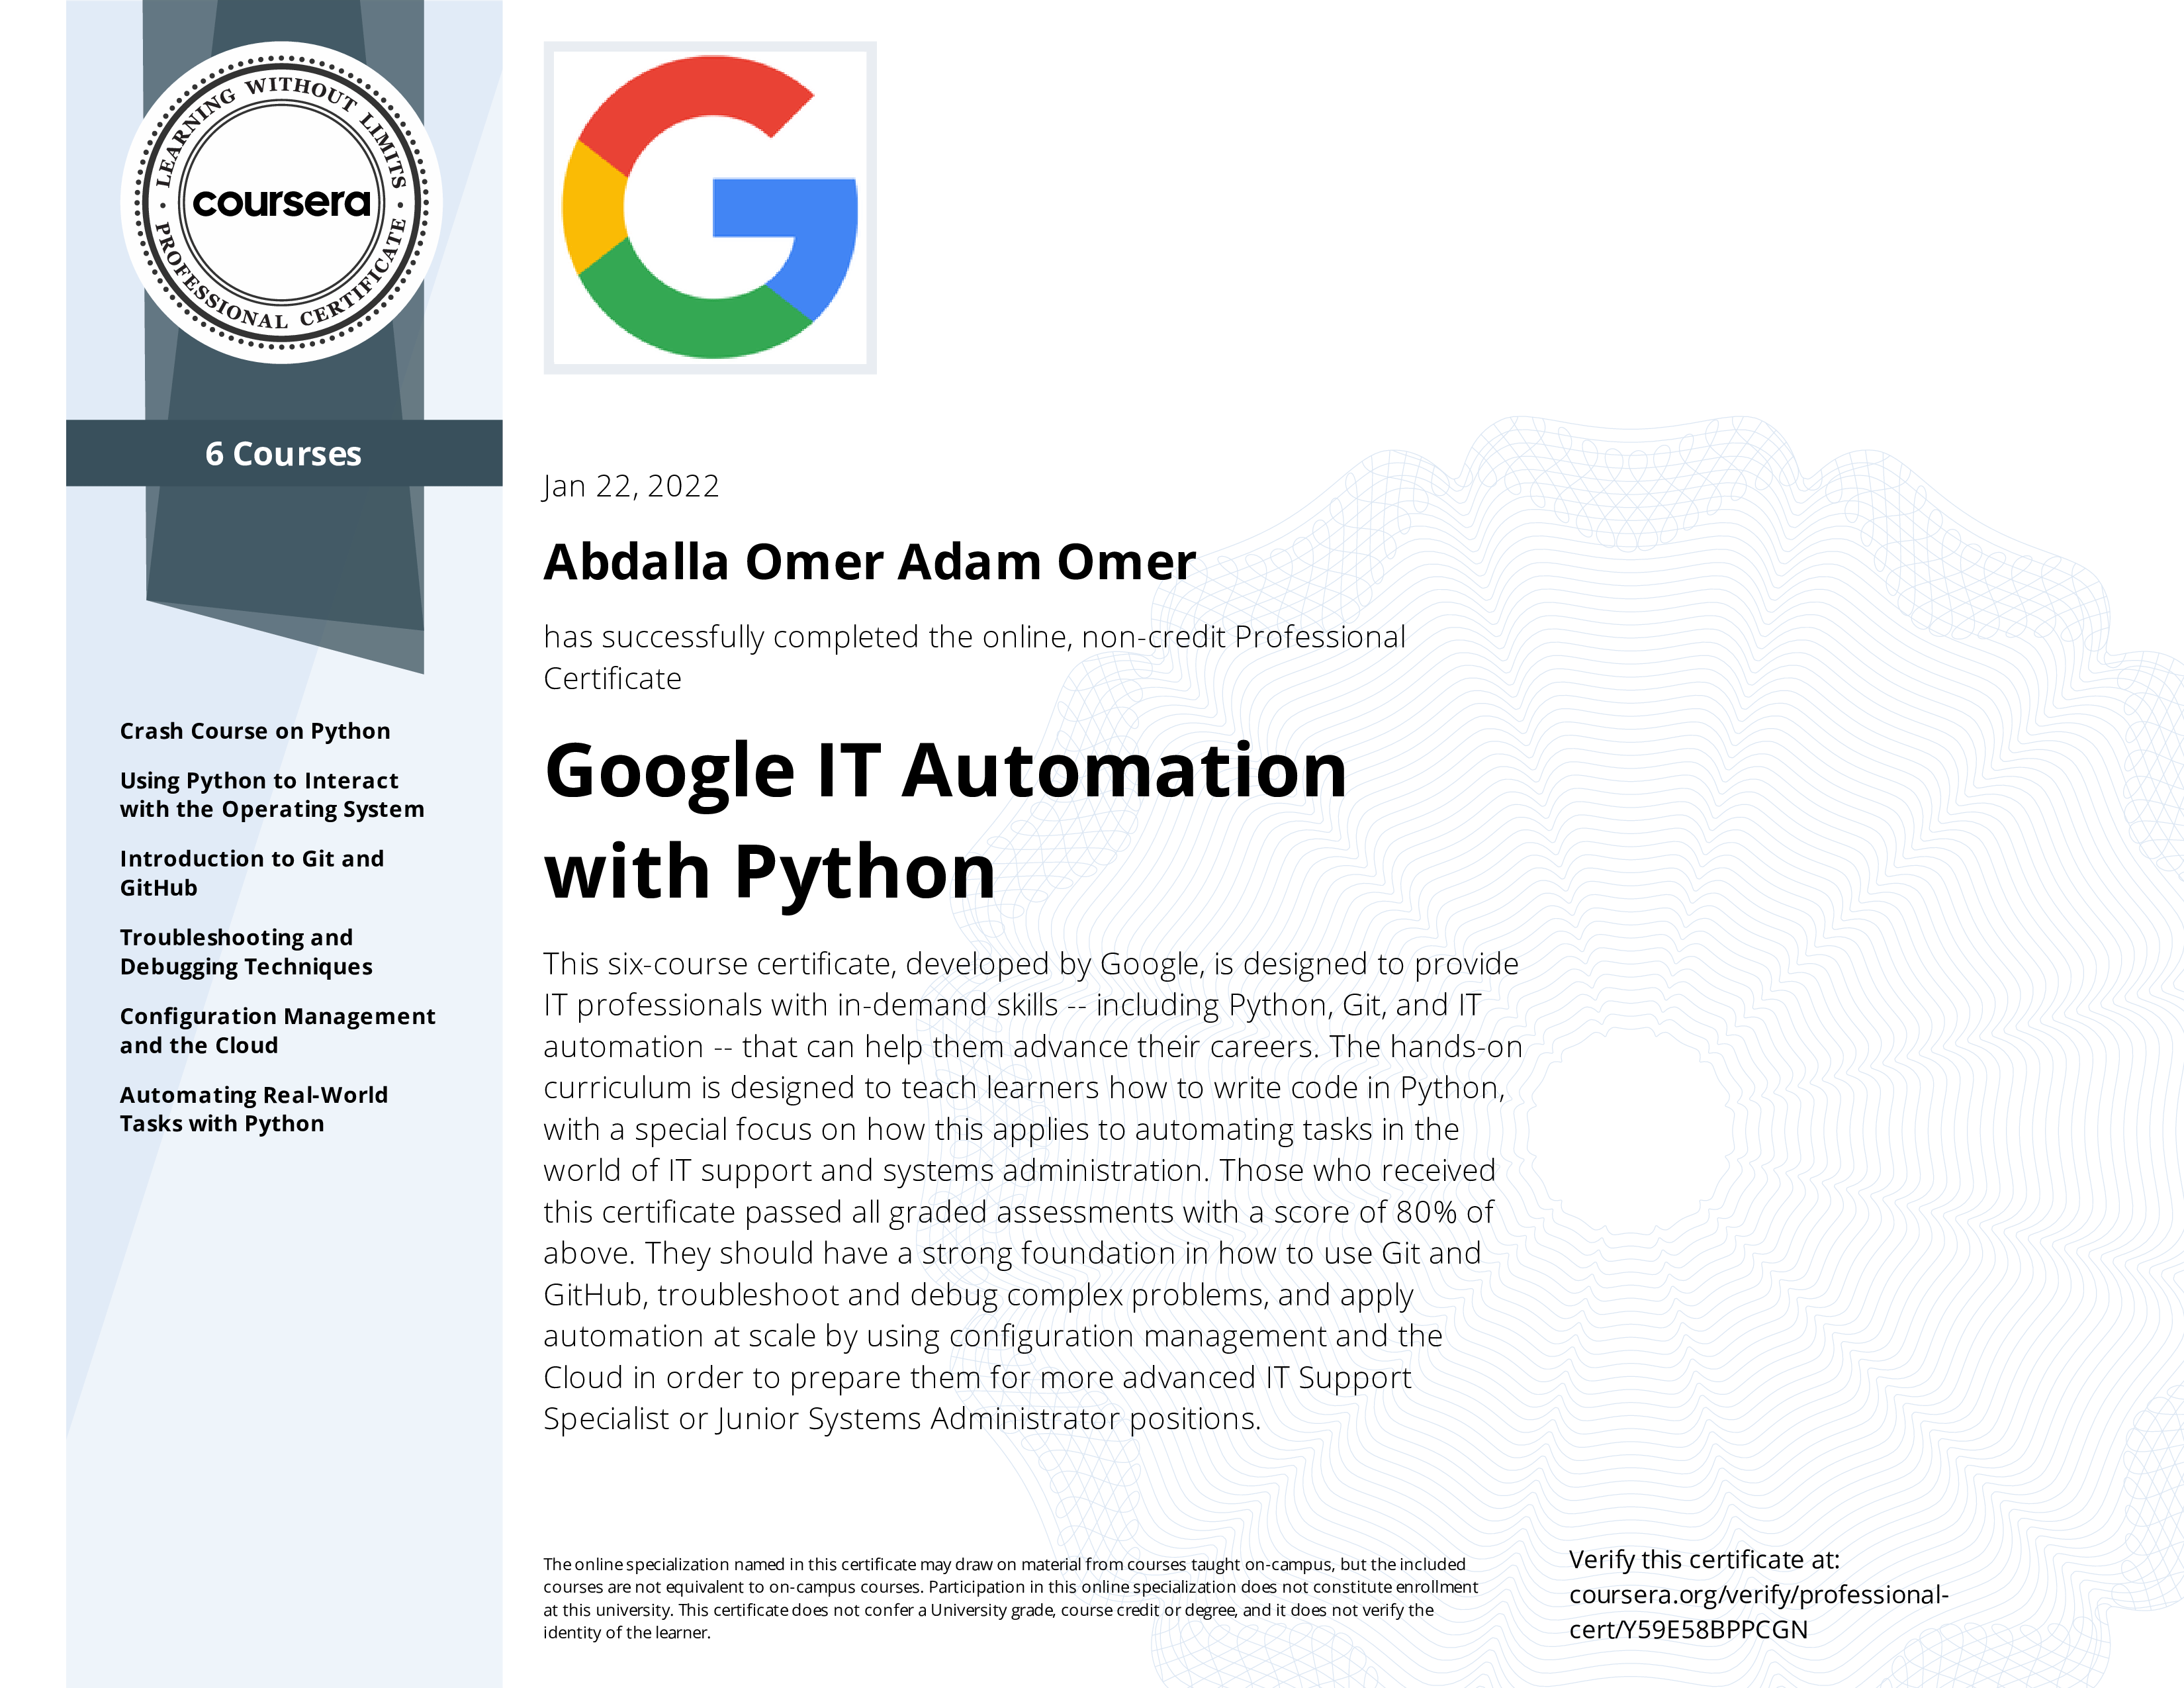 LEARNING WITHOUT LIMITS
coursera
PROFESSIONAL CERTIFICATE
6 Courses
Crash Course on Python
Using Python to Interact
with the Operating System
Introduction to Git and
GitHub
Troubleshooting and
Debugging Techniques
Configuration Management
and the Cloud
Automating Real-World
Tasks with Python
Jan 22, 2022
Abdalla Omer Adam Omer
has successfully completed the online, non-credit Professional
Certificate
Google IT Automation
with Python
This six-course certificate, developed by Google, is designed to provide
IT professionals with in-demand skills -- including Python, Git, and IT
automation -- that can help them advance their careers. The hands-on
curriculum is designed to teach learners how to write code in Python,
with a special focus on how this applies to automating tasks in the
world of IT support and systems administration. Those who received
this certificate passed all graded assessments with a score of 80% of
above. They should have a strong foundation in how to use Git and
GitHub, troubleshoot and debug complex problems, and apply
automation at scale by using configuration management and the
Cloud in order to prepare them for more advanced IT Support
Specialist or Junior Systems Administrator positions.
The online specialization named in this certificate may draw on material from courses taught on-campus, but the included
courses are not equivalent to on-campus courses. Participation in this online specialization does not constitute enrollment
at this university. This certificate does not confer a University grade, course credit or degree, and it does not verify the
identity of the learner.
Verify this certificate at:
coursera.org/verify/professional-
cert/Y59E58BPPCGN